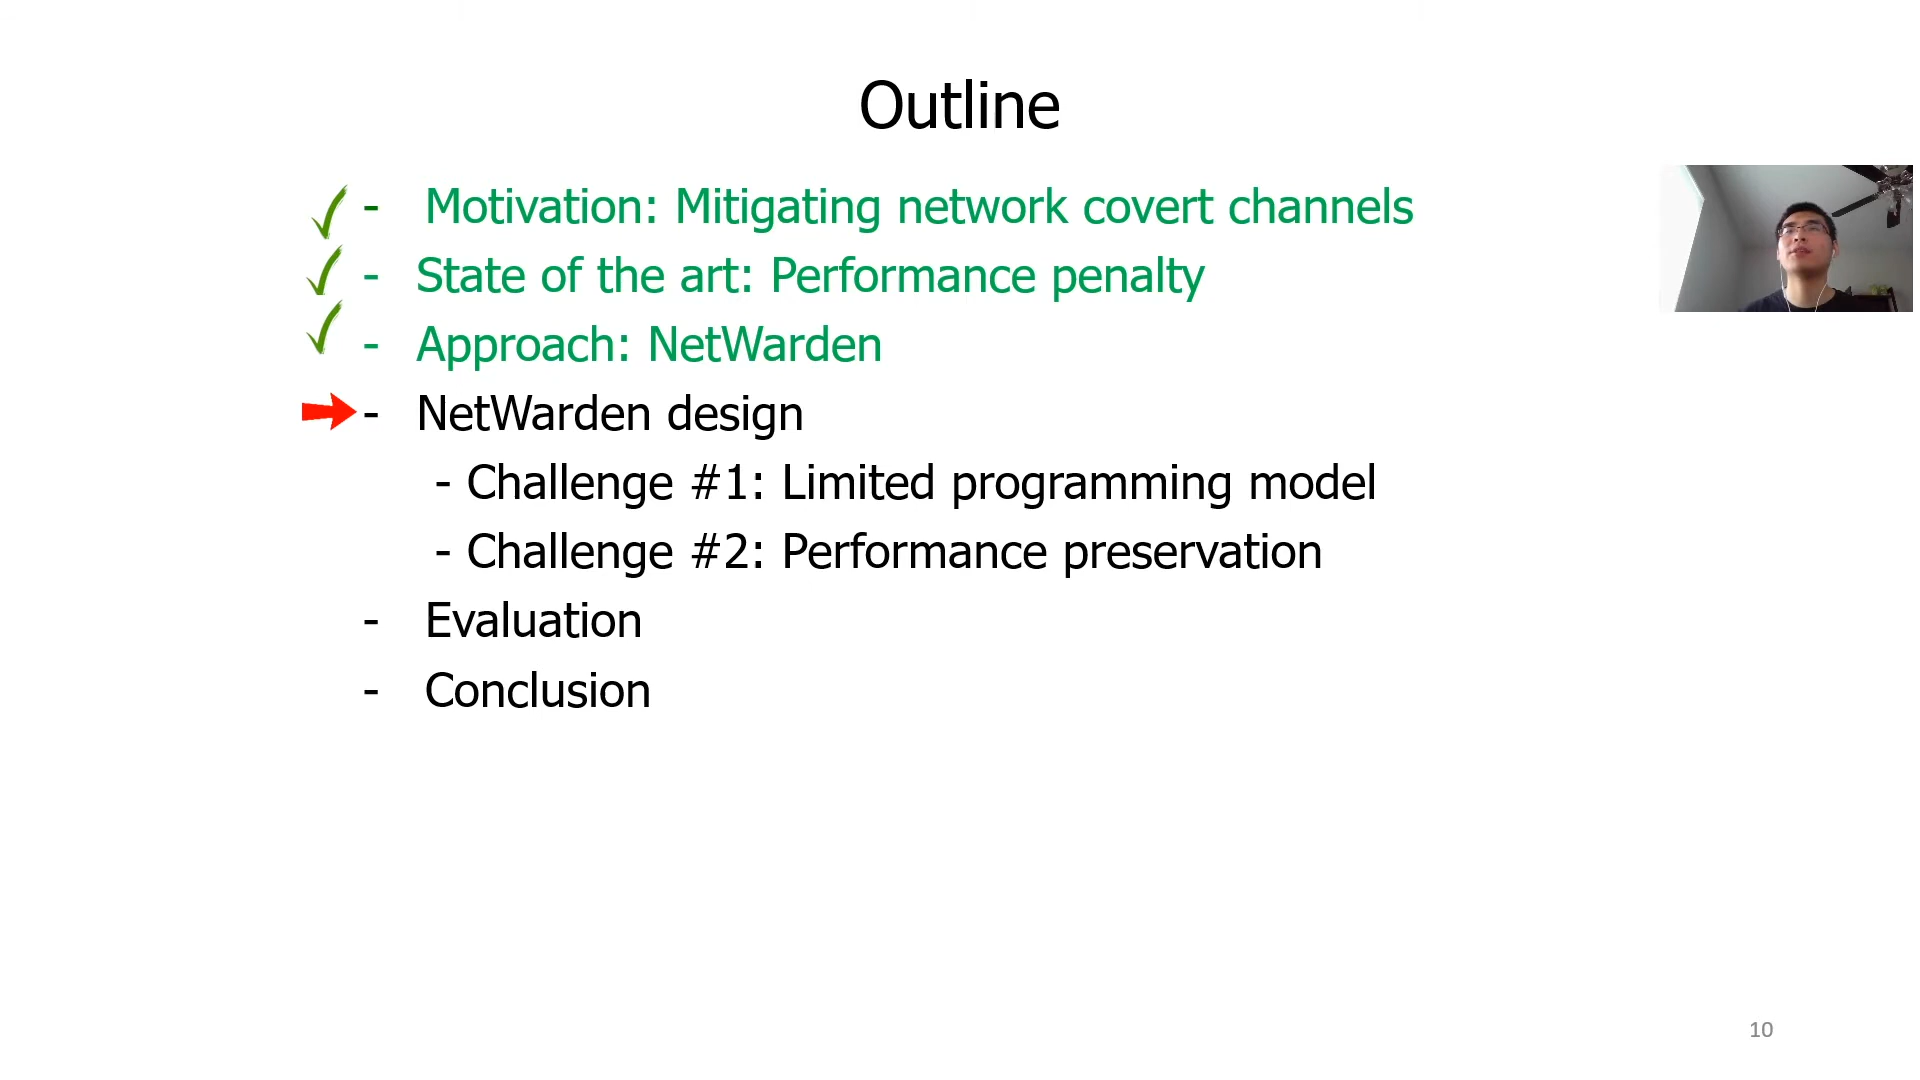 Outline
- Motivation: Mitigating network covert channels
- State of the art: Performance penalty
- Approach: NetWarden
- NetWarden design
- Challenge #1: Limited programming model
- Challenge #2: Performance preservation
- Evaluation
- Conclusion
10